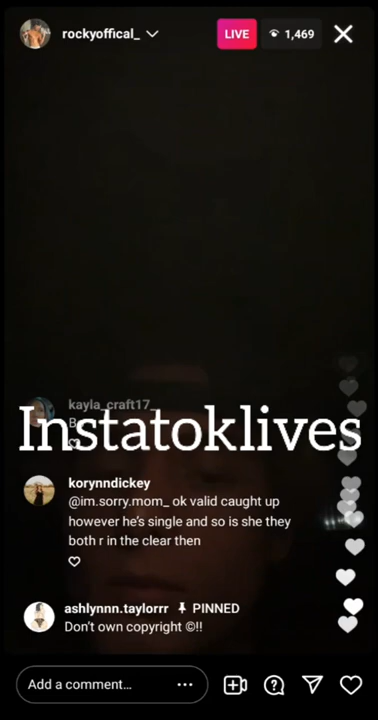 rockyoffical_
LIVE
1,469
kayla_craft17_
Instatoklives
korynndickey
@im.sorry.mom_ ok valid caught up
however he's single and so is she they
both r in the clear then
ashlynnn.taylorrr PINNED
Don't own copyright ©!!
Add a comment...